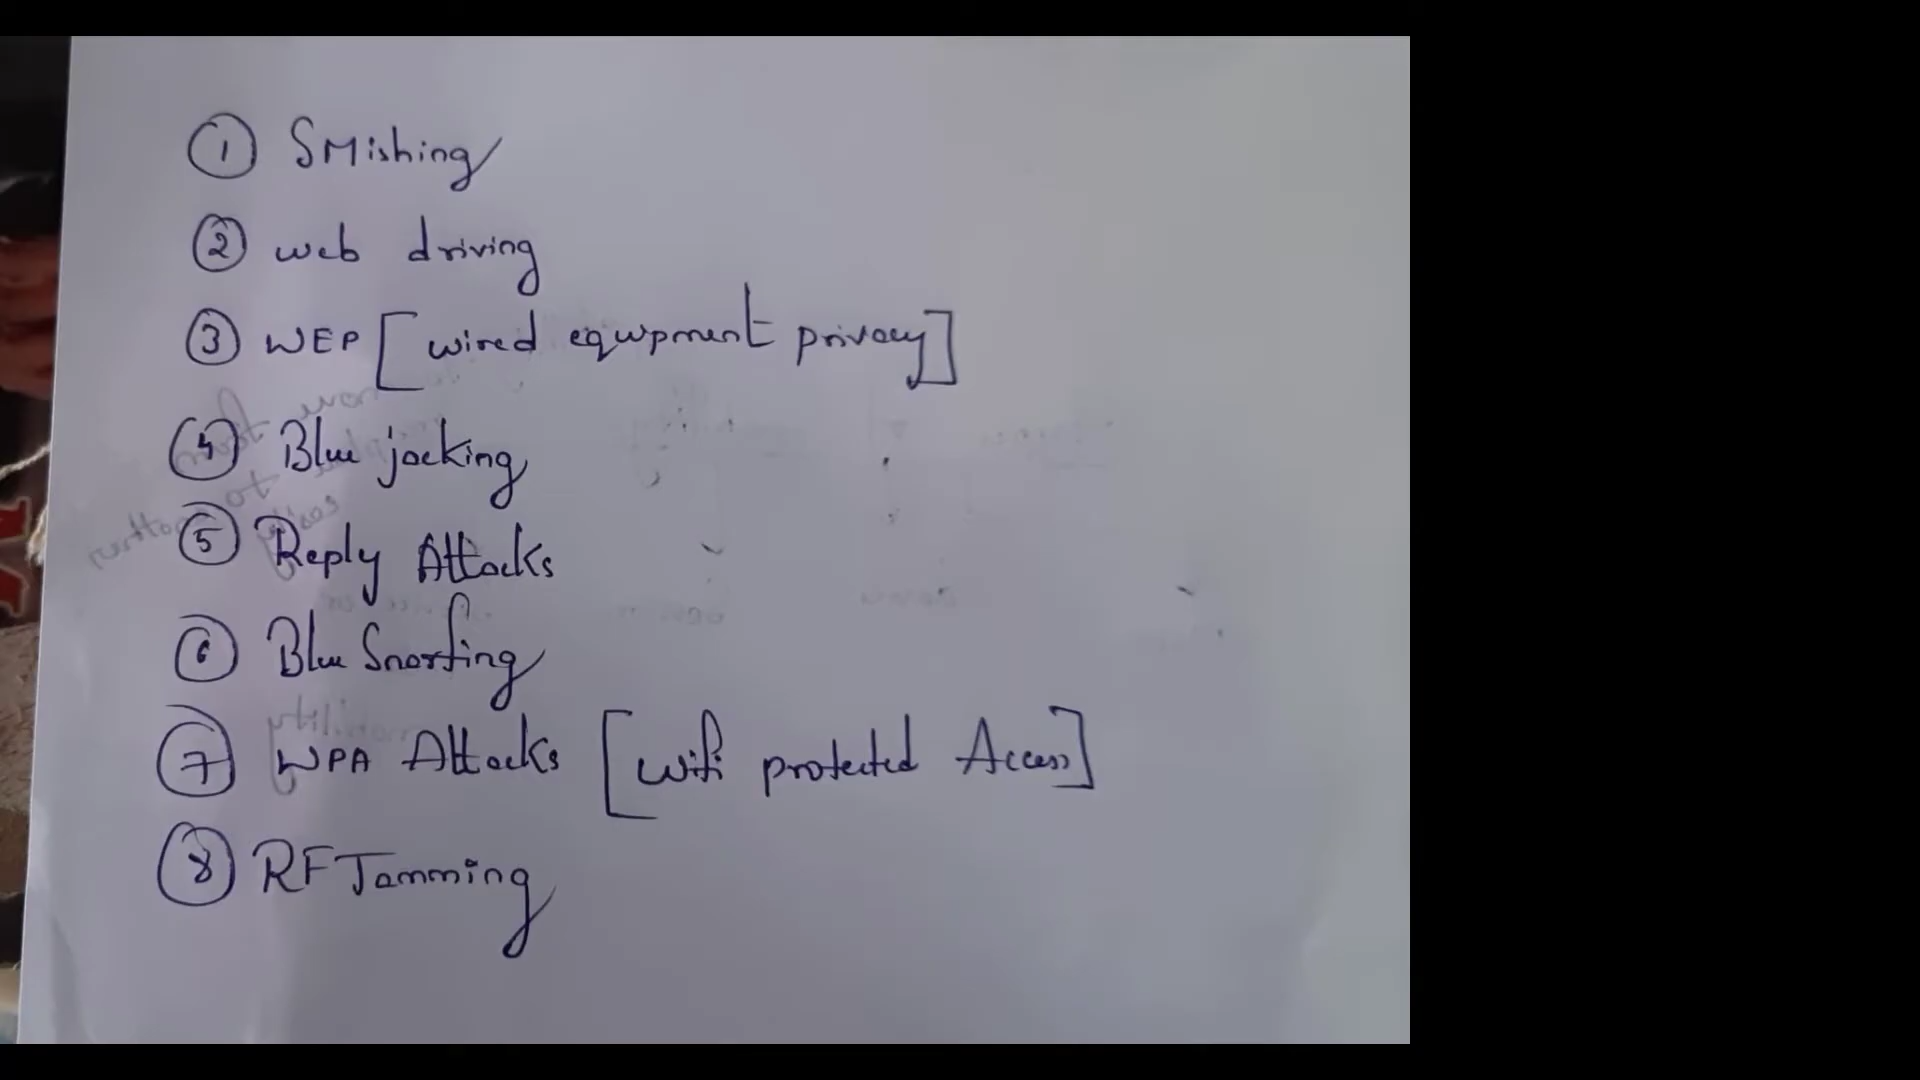 ① SMishing
② web driving
③ WEP [wired equipment privacy]
④ Blue jacking
⑤ Reply Attacks
⑥ Blue Snarfing
⑦ WPA Attacks [wifi protected Access]
⑧ RF Jamming